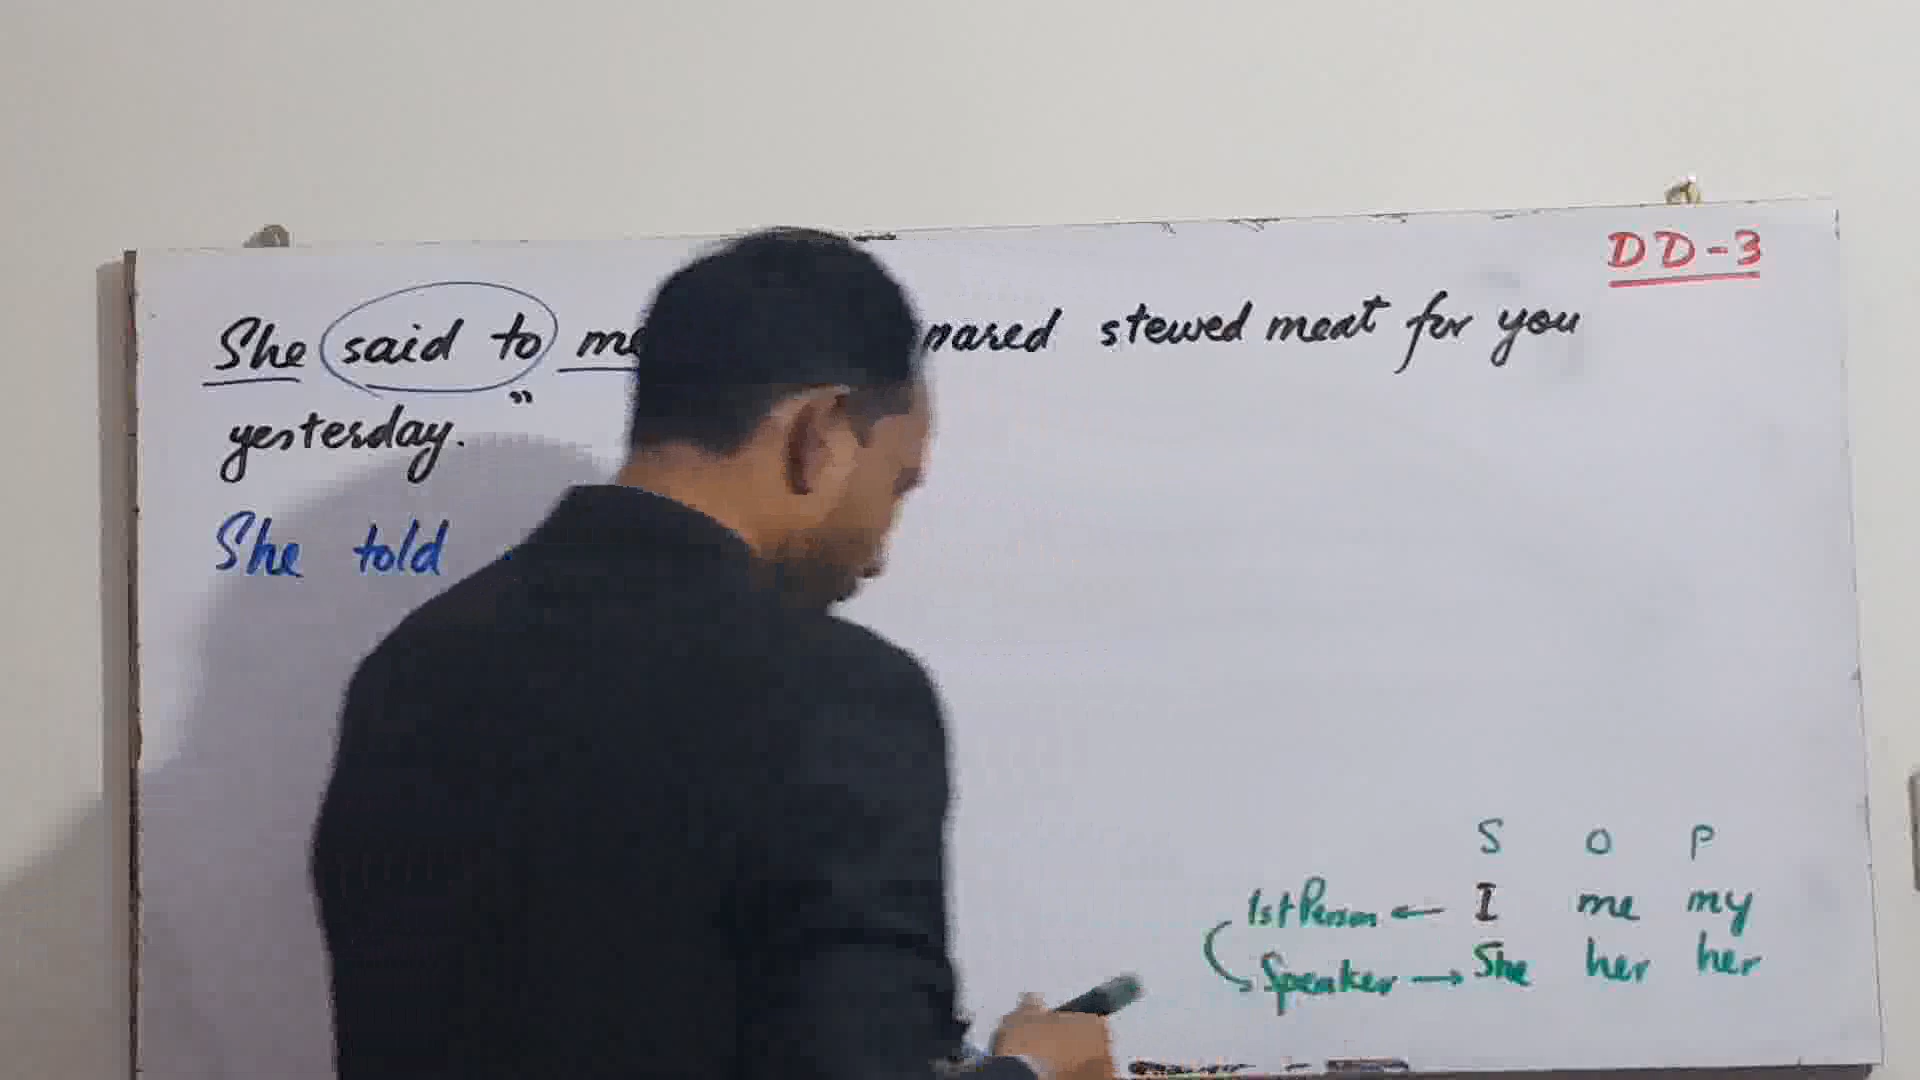 DD-3
She said to me pared stewed meat for you
yesterday."
She told
S O P
1st Person ← I me my
Speaker → She her her